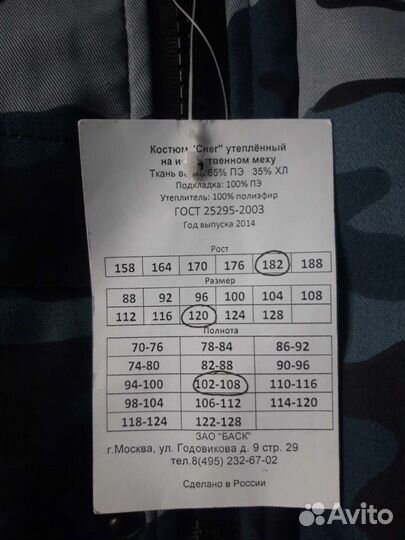 Костюм "Снег" утеплённый
на и ственном меху
Ткань 65% ПЭ 35% ХЛ
Подкладка: 100% ПЭ
Утеплитель: 100% полиэфир
ГОСТ 25295-2003
Год выпуска 2014
Рост
158 164 170 176 182 188
Размер
88 92 96 100 104 108
112 116 120 124 128
Полнота
70-76 78-84 86-92
74-80 82-88 90-96
94-100 102-108 110-116
98-104 106-112 114-120
118-124 122-128
ЗАО "БАСК"
г.Москва, ул. Годовикова д. 9 стр. 29
тел.8(495) 232-67-02
Сделано в России
Avito